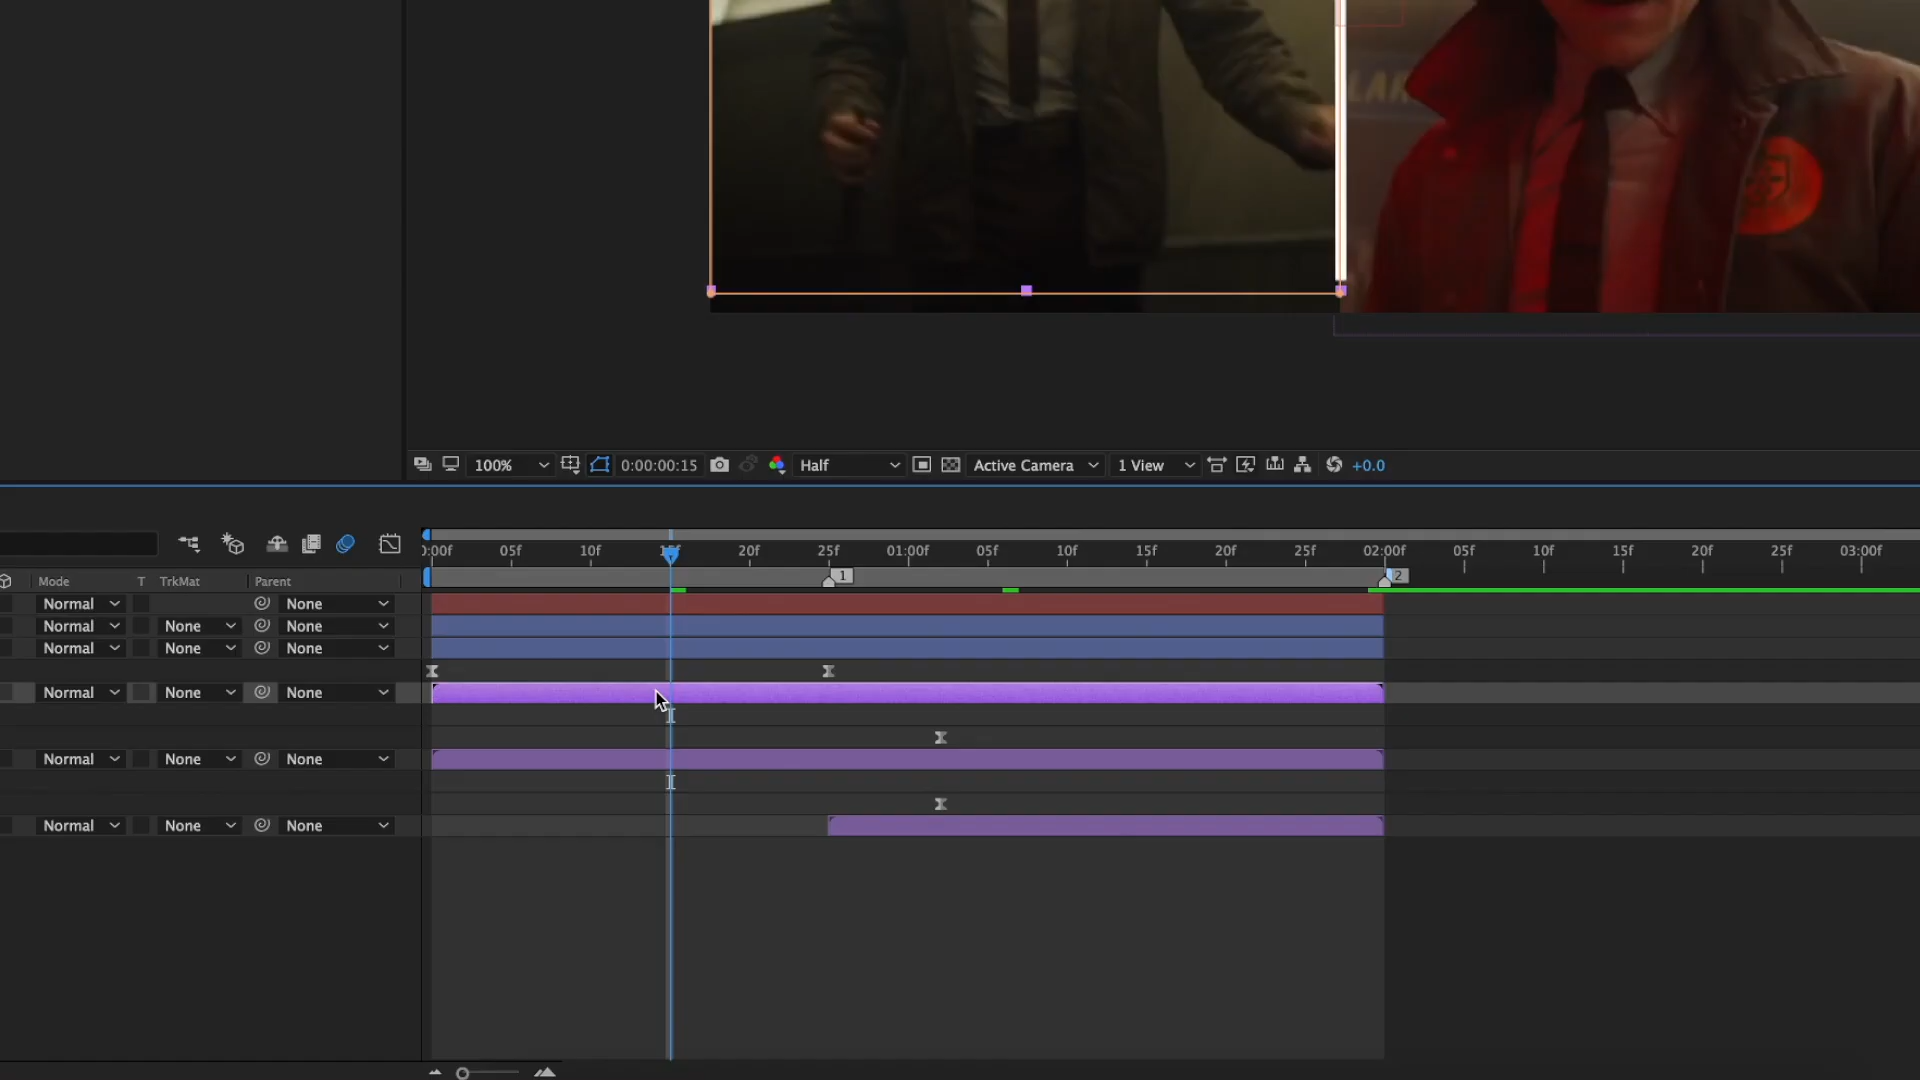 LAN
100% 0:00:00:15 Half Active Camera 1 View +0.0
0:00f 05f 10f 15f 20f 25f 01:00f 05f 10f 15f 20f 25f 02:00f 05f 10f 15f 20f 25f 03:00f
1 2
Mode T TrkMat Parent
Normal None
Normal None None
Normal None None
Normal None None
Normal None None
Normal None None